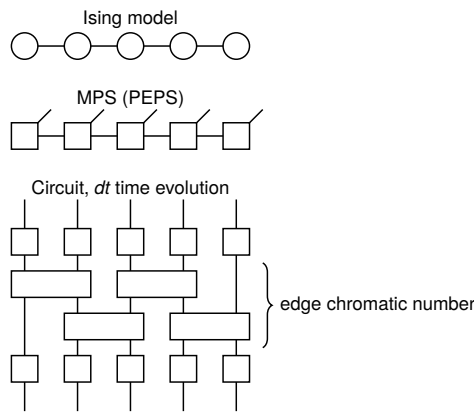 Ising model
MPS (PEPS)
Circuit, dt time evolution
edge chromatic number